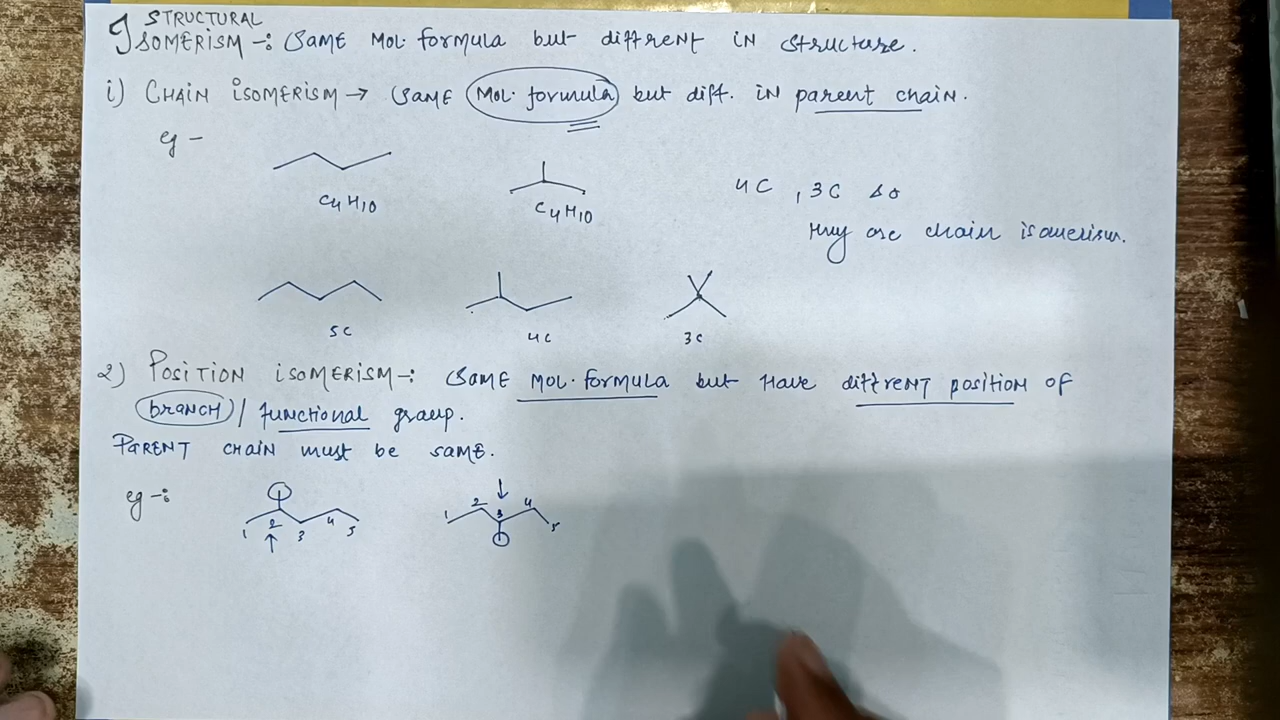 STRUCTURAL
ISOMERISM -: SAME MOL. formula but different IN structure.
i) CHAIN ISOMERISM → SAME MOL. formula but diff. IN parent chain.
eg -
C4H10
C4H10
4C , 3C so
they are chain isomerism.
5C
4C
3C
2) POSITION ISOMERISM -: SAME MOL. formula but HAVE different position of
branch / functional group.
PARENT chain must be same.
eg -:
1 2 3 4 5
1 2 3 4 5